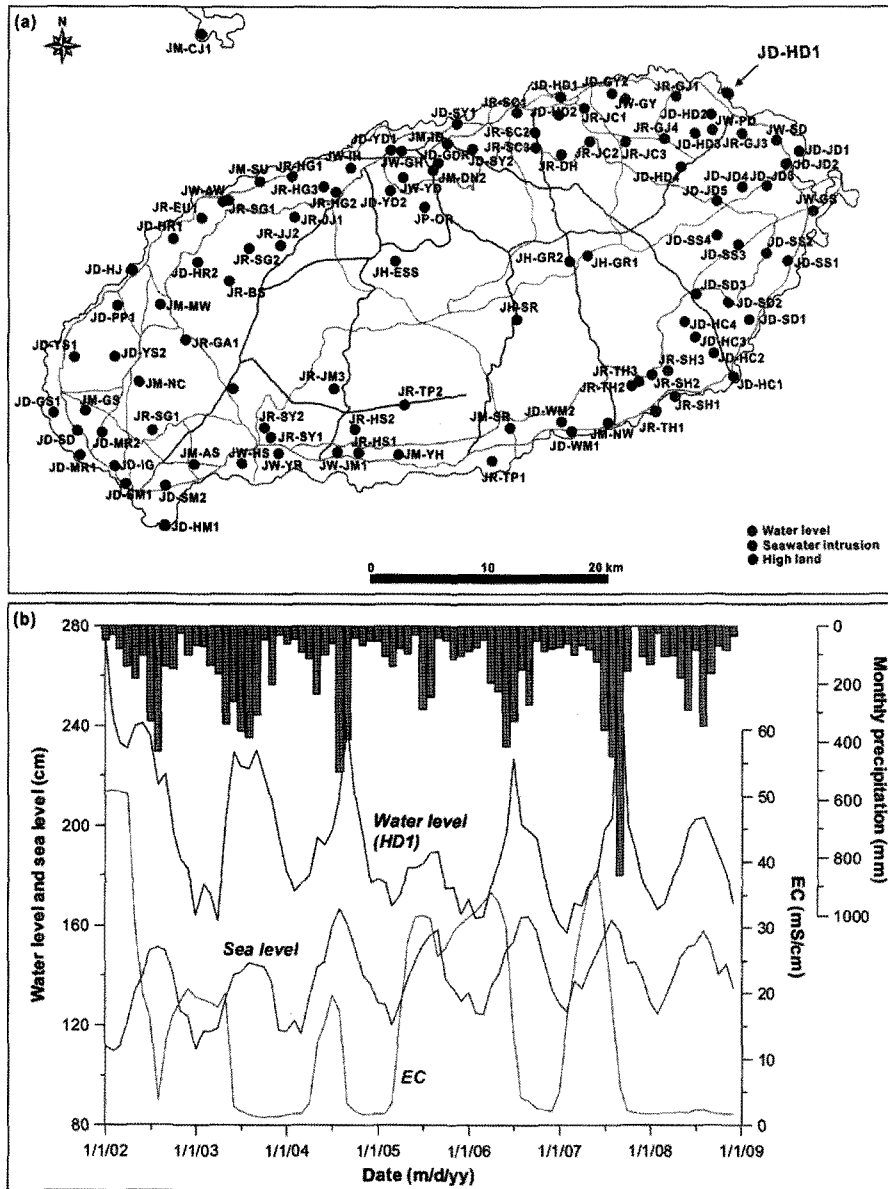 (a)
N
JM-CJ1
JD-HD1
JD-GY2
JR-GJ1
JD-HD1
JR-SC1
JD-HD2
JW-GY
JD-HD2
JW-PD
JD-SY1
JR-JC1
JR-GJ4
JW-SD
JR-SC2
JD-HD3
JR-GJ3
JD-YD1
JR-SC3
JR-JC2
JR-JC3
JD-JD1
JW-GH
JD-SY2
JR-DH
JD-JD2
JM-SU
JR-HG1
JM-DN2
JD-HD4
JD-JD4
JD-JD3
JR-HG3
JW-YD
JD-JD5
JR-HG2
JD-YD2
JW-GS
JR-SG1
JR-EU1
JP-OR
JD-HR1
JR-JJ1
JD-SS4
JR-JJ2
JD-SS3
JD-SS2
JD-HJ
JD-HR2
JR-SG2
JH-ESS
JH-GR2
JH-GR1
JD-SS1
JR-BS
JD-SD3
JD-PP1
JM-MW
JH-SR
JD-SD2
JD-SD1
JD-YS1
JR-GA1
JD-HC4
JD-YS2
JD-HC3
JR-JM3
JR-TH3
JR-SH3
JD-HC2
JM-NC
JR-TH2
JR-SH2
JD-HC1
JD-GS1
JM-GS
JR-TP2
JR-SH1
JR-SG1
JR-SY2
JR-HS2
JM-SR
JD-WM2
JR-TH1
JD-SD
JD-MR2
JR-SY1
JR-HS1
JD-WM1
JM-NW
JD-MR1
JD-IG
JM-AS
JW-HS
JW-YR
JW-JM1
JM-YH
JR-TP1
JD-SM1
JD-SM2
JD-HM1
Water level
Seawater intrusion
High land
0 10 20 km
(b)
280
240
200
160
120
80
Water level and sea level (cm)
Water level
(HD1)
Sea level
EC
60
50
40
30
20
10
0
EC (mS/cm)
0
200
400
600
800
1000
Monthly precipitation (mm)
1/1/02 1/1/03 1/1/04 1/1/05 1/1/06 1/1/07 1/1/08 1/1/09
Date (m/d/yy)